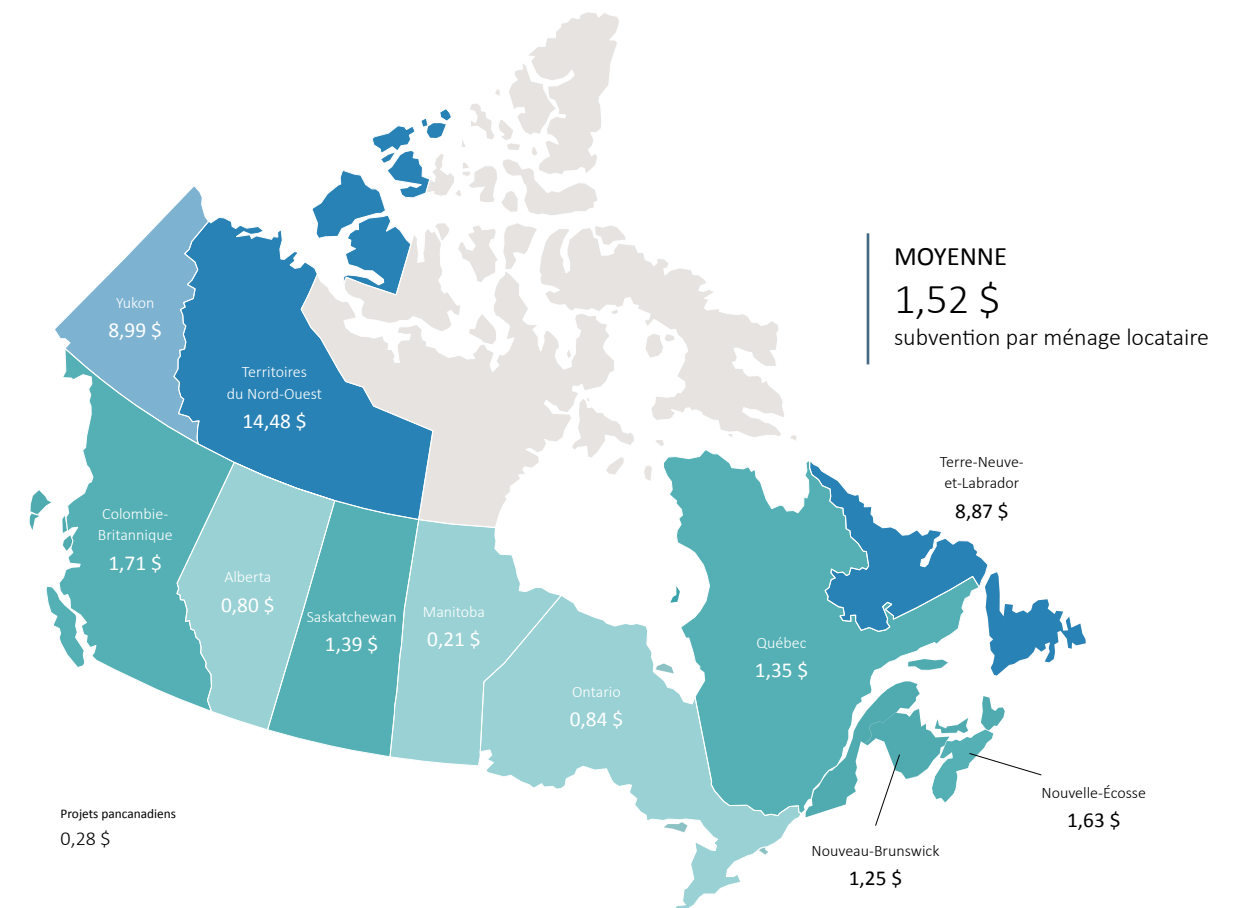 MOYENNE
1,52 $
subvention par ménage locataire
Yukon
8,99 $
Territoires
du Nord-Ouest
14,48 $
Terre-Neuve-
et-Labrador
8,87 $
Colombie-
Britannique
1,71 $
Alberta
0,80 $
Saskatchewan
1,39 $
Manitoba
0,21 $
Ontario
0,84 $
Québec
1,35 $
Nouvelle-Écosse
1,63 $
Nouveau-Brunswick
1,25 $
Projets pancanadiens
0,28 $